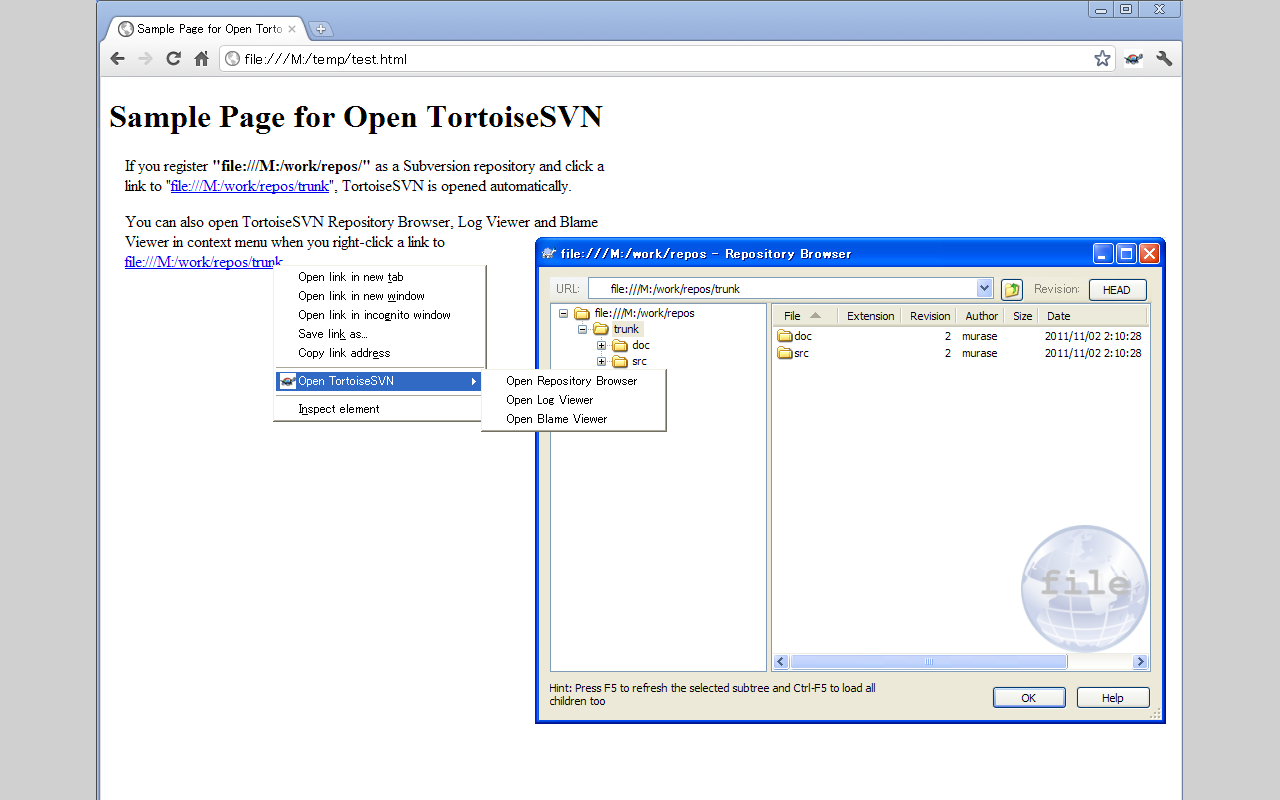 Sample Page for Open Torto
file:///M:/temp/test.html
Sample Page for Open TortoiseSVN
If you register "file:///M:/work/repos/" as a Subversion repository and click a
link to "file:///M:/work/repos/trunk", TortoiseSVN is opened automatically.
You can also open TortoiseSVN Repository Browser, Log Viewer and Blame
Viewer in context menu when you right-click a link to
file:///M:/work/repos/trunk
Open link in new tab
Open link in new window
Open link in incognito window
Save link as...
Copy link address
Open TortoiseSVN
Inspect element
Open Repository Browser
Open Log Viewer
Open Blame Viewer
file:///M:/work/repos - Repository Browser
URL: file:///M:/work/repos/trunk Revision: HEAD
file:///M:/work/repos
trunk
doc
src
File Extension Revision Author Size Date
doc 2 murase 2011/11/02 2:10:28
src 2 murase 2011/11/02 2:10:28
file
Hint: Press F5 to refresh the selected subtree and Ctrl-F5 to load all
children too
OK Help